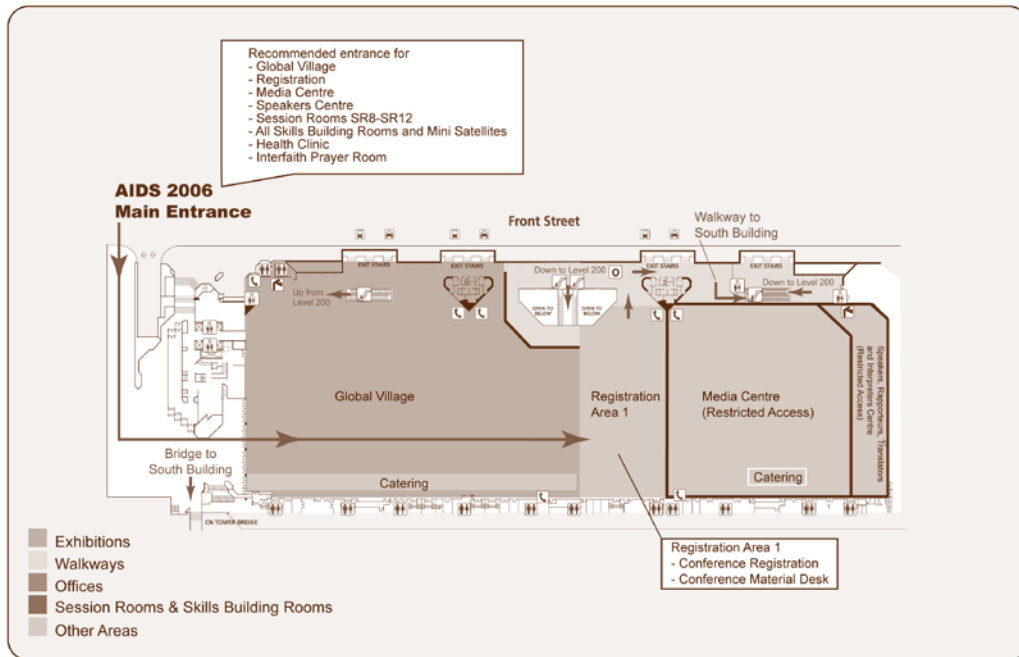 Recommended entrance for
- Global Village
- Registration
- Media Centre
- Speakers Centre
- Session Rooms SR8-SR12
- All Skills Building Rooms and Mini Satellites
- Health Clinic
- Interfaith Prayer Room
AIDS 2006
Main Entrance
Front Street
Walkway to
South Building
EXIT STAIRS
EXIT STAIRS
EXIT STAIRS
EXIT STAIRS
Down to Level 200
Down to Level 200
Up from
Level 200
OPEN TO
BELOW
OPEN TO
BELOW
Global Village
Registration
Area 1
Media Centre
(Restricted Access)
Speakers, Rapporteurs, Translators
and Interpreters Centre
(Restricted Access)
Bridge to
South Building
Catering
Catering
CN TOWER BRIDGE
Registration Area 1
- Conference Registration
- Conference Material Desk
Exhibitions
Walkways
Offices
Session Rooms & Skills Building Rooms
Other Areas